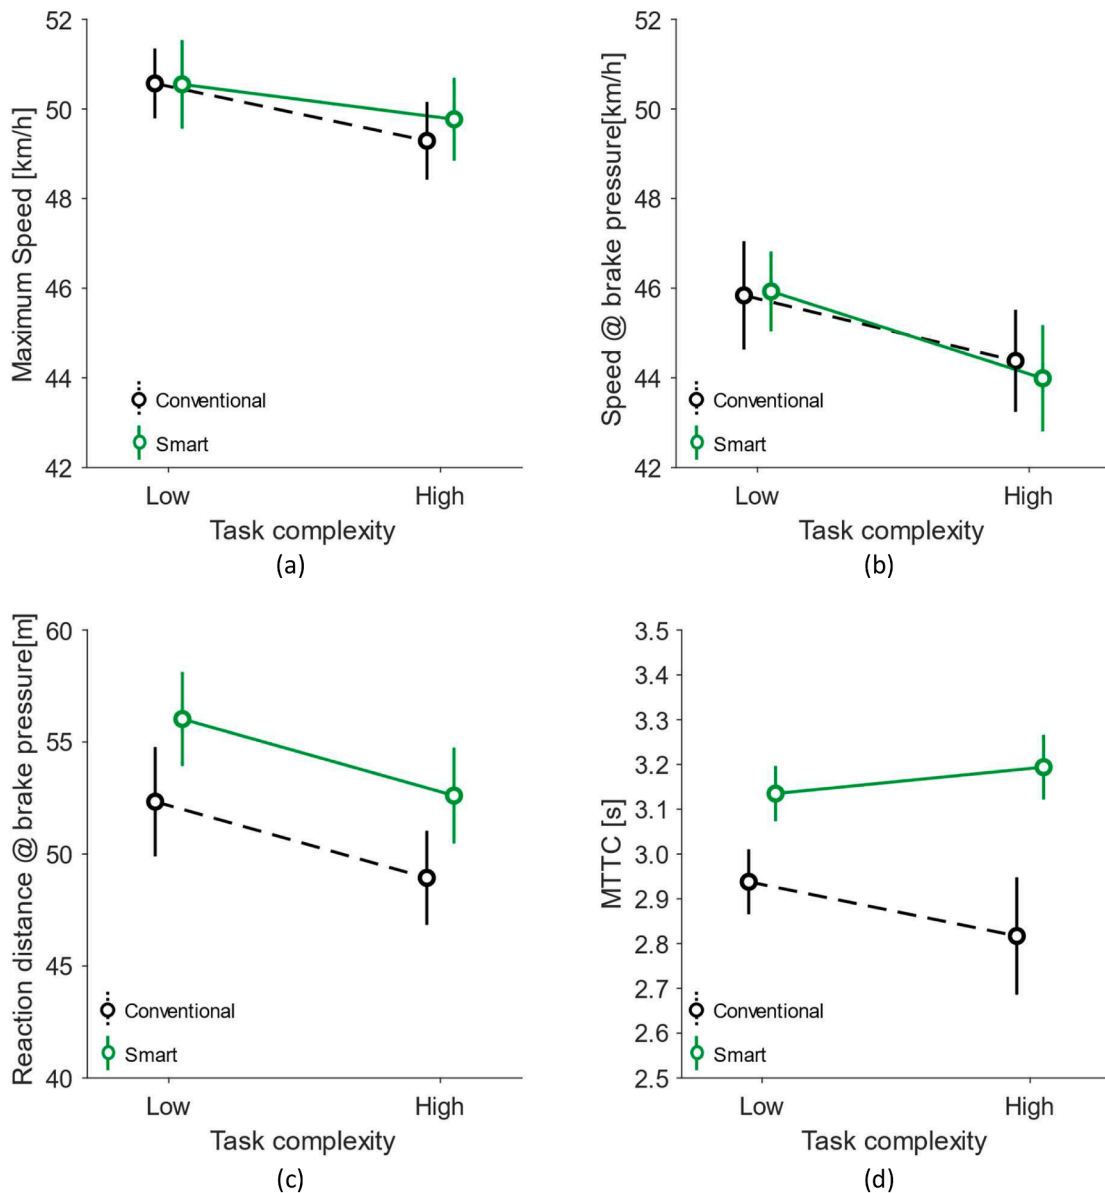 52
50
48
46
44
42
Maximum Speed [km/h]
Conventional
Smart
Low
High
Task complexity
(a)
52
50
48
46
44
42
Speed @ brake pressure[km/h]
Conventional
Smart
Low
High
Task complexity
(b)
60
55
50
45
40
Reaction distance @ brake pressure[m]
Conventional
Smart
Low
High
Task complexity
(c)
3.5
3.4
3.3
3.2
3.1
3.0
2.9
2.8
2.7
2.6
2.5
MTTC [s]
Conventional
Smart
Low
High
Task complexity
(d)